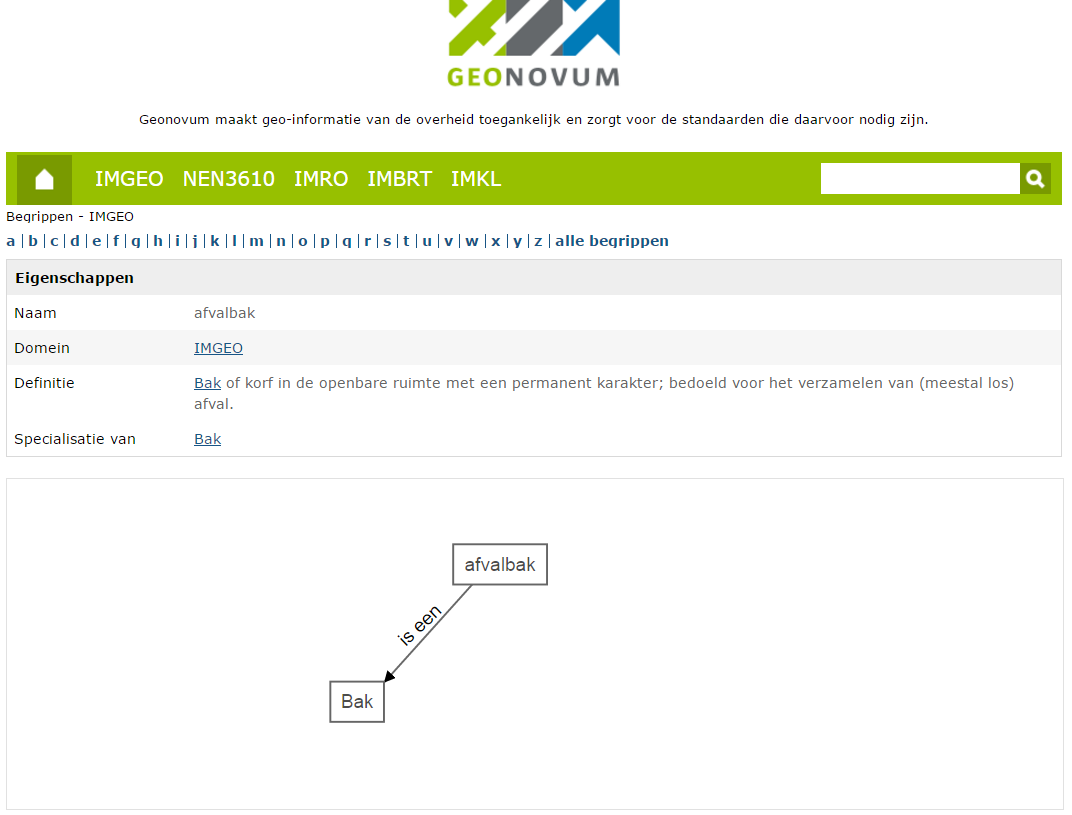 GEONOVUM
Geonovum maakt geo-informatie van de overheid toegankelijk en zorgt voor de standaarden die daarvoor nodig zijn.
IMGEO NEN3610 IMRO IMBRT IMKL
Begrippen - IMGEO
a | b | c | d | e | f | g | h | i | j | k | l | m | n | o | p | q | r | s | t | u | v | w | x | y | z | alle begrippen
Eigenschappen
Naam afvalbak
Domein IMGEO
Definitie Bak of korf in de openbare ruimte met een permanent karakter; bedoeld voor het verzamelen van (meestal los)
afval.
Specialisatie van Bak
afvalbak
is een
Bak